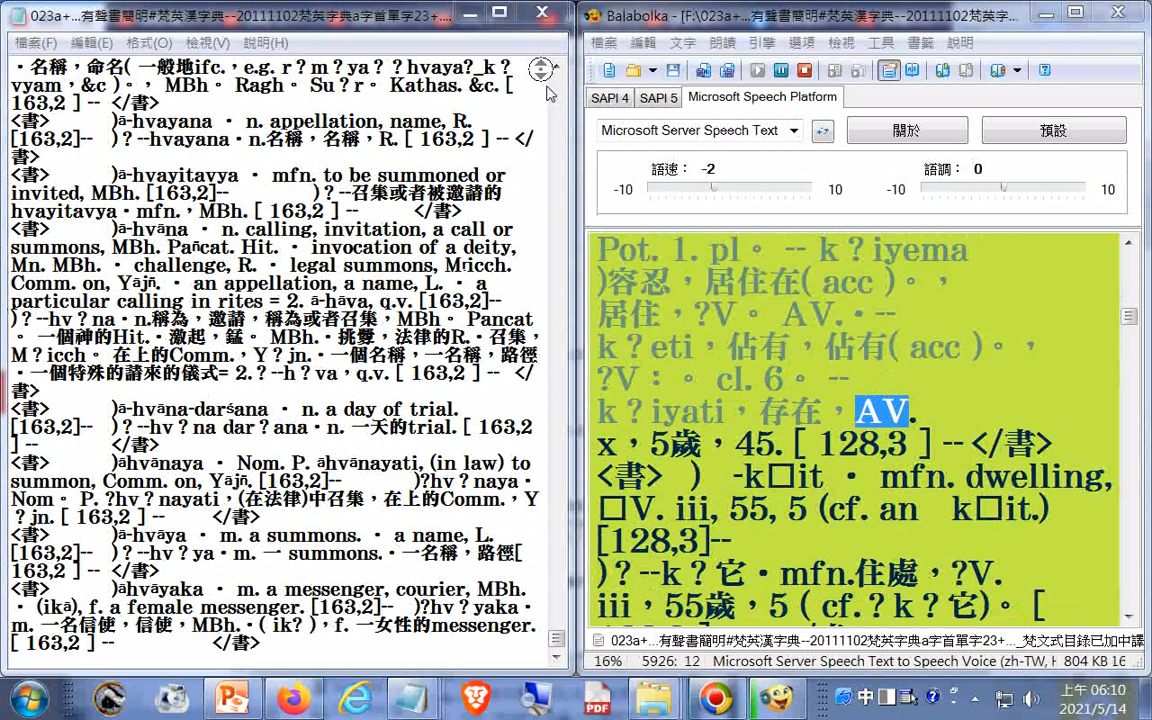 023a+...有聲書簡明#梵英漢字典--20111102梵英字典a字首單字23+...
檔案(F) 編輯(E) 格式(O) 檢視(V) 說明(H)
‧名稱，命名( 一般地ifc.，e.g. r？m？ya？？hvaya?_k？
vyam，&c )。， MBh。 Ragh。 Su？r。 Kathas. &c. [
163,2 ] -- </書>
<書> )ā-hvayana ‧ n. appellation, name, R.
[163,2]-- )？--hvayana‧n.名稱，名稱，R. [ 163,2 ] -- </
書>
<書> )ā-hvayitavya ‧ mfn. to be summoned or
invited, MBh. [163,2]-- )？--召集或者被邀請的
hvayitavya‧mfn.，MBh. [ 163,2 ] -- </書>
<書> )ā-hvāna ‧ n. calling, invitation, a call or
summons, MBh. Pañcat. Hit. ‧ invocation of a deity,
Mn. MBh. ‧ challenge, R. ‧ legal summons, Mṛicch.
Comm. on, Yājñ. ‧ an appellation, a name, L. ‧ a
particular calling in rites = 2. ā-hāva, q.v. [163,2]--
)？--hv？na‧n.稱為，邀請，稱為或者召集，MBh。 Pancat
。 一個神的Hit.‧激起，錳。 MBh.‧挑釁，法律的R.‧召集，
M？icch。 在上的Comm.，Y？jn.‧一個名稱，一名稱，路徑
‧一個特殊的請來的儀式= 2.？--h？va，q.v. [ 163,2 ] -- </
書>
<書> )ā-hvāna-darśana ‧ n. a day of trial.
[163,2]-- )？--hv？na dar？ana‧n. 一天的trial. [ 163,2
] -- </書>
<書> )āhvānaya ‧ Nom. P. āhvānayati, (in law) to
summon, Comm. on, Yājñ. [163,2]-- )?hv？naya‧
Nom。 P. ?hv？nayati，(在法律)中召集，在上的Comm.，Y
？jn. [ 163,2 ] -- </書>
<書> )ā-hvāya ‧ m. a summons. ‧ a name, L.
[163,2]-- )？--hv？ya‧m. 一 summons.‧一名稱，路徑[
163,2 ] -- </書>
<書> )āhvāyaka ‧ m. a messenger, courier, MBh.
‧ (ikā), f. a female messenger. [163,2]-- )?hv？yaka‧
m. 一名信使，信使，MBh.‧( ik？)，f. 一女性的messenger.
[ 163,2 ] -- </書>
Balabolka - [F:\023a+...有聲書簡明#梵英漢字典--20111102梵英字...
檔案 編輯 文字 朗讀 引擎 選項 檢視 工具 書籤 說明
SAPI 4 SAPI 5 Microsoft Speech Platform
Microsoft Server Speech Text 關於 預設
語速： -2 語調： 0
-10 10 -10 10
Pot. 1. pl。 -- k？iyema
)容忍，居住在( acc )。，
居住，?V。 AV.‧--
k？eti，佔有，佔有( acc )。，
?V：。 cl. 6。 --
k？iyati，存在，AV.
x，5歲，45. [ 128,3 ] -- </書>
<書> ) -k□it ‧ mfn. dwelling,
□V. iii, 55, 5 (cf. an k□it.)
[128,3]--
)？--k？它‧mfn.住處，?V.
iii，55歲，5 ( cf.？k？它)。 [
023a+...有聲書簡明#梵英漢字典--20111102梵英字典a字首單字23+..._梵文式目錄已加中譯
16% 5926: 12 Microsoft Server Speech Text to Speech Voice (zh-TW, H 804 KB 16
中
上午 06:10
2021/5/14